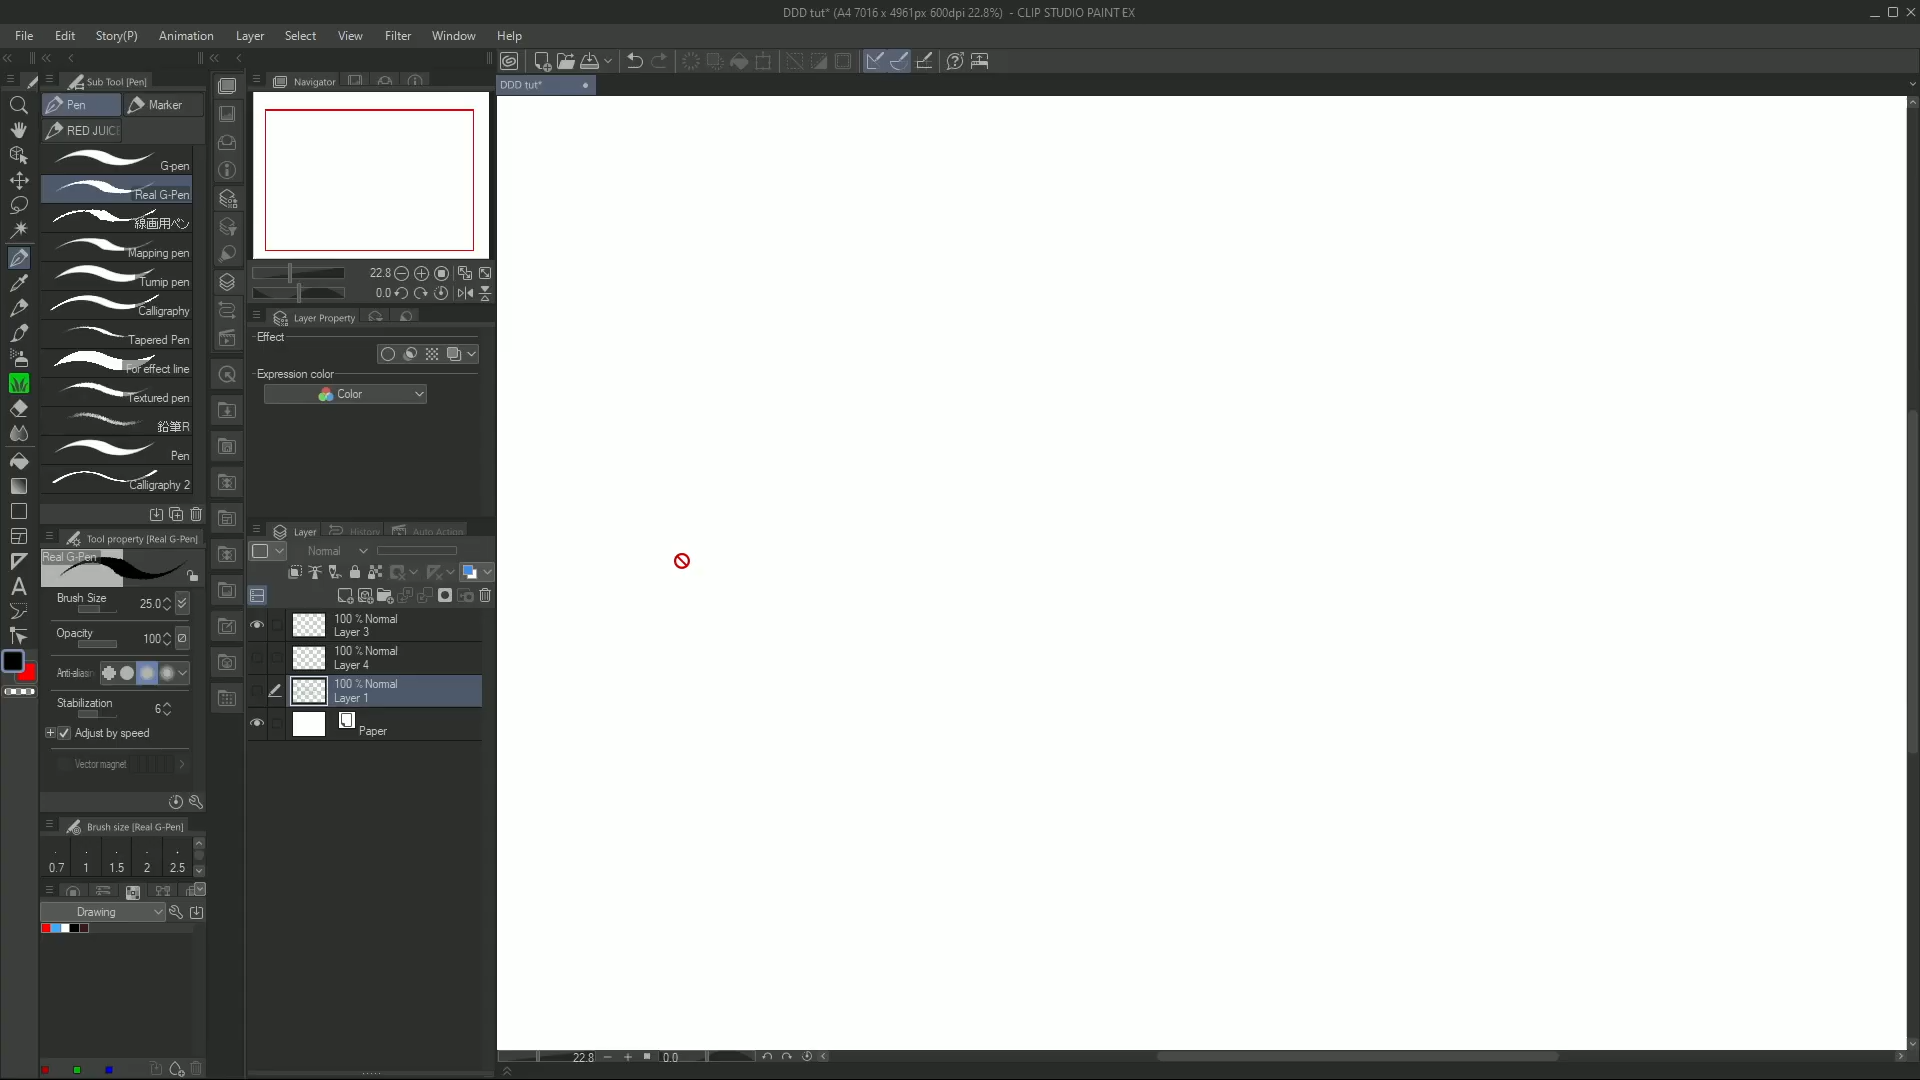 DDD tut* (A4 7016 x 4961px 600dpi 22.8%) - CLIP STUDIO PAINT EX
File Edit Story(P) Animation Layer Select View Filter Window Help
Sub Tool [Pen]
Navigator
DDD tut*
Pen
Marker
RED JUICE
G-pen
Real G-Pen
線画用ペン
Mapping pen
Turnip pen
Calligraphy
Tapered Pen
For effect line
Textured pen
鉛筆R
Pen
Calligraphy 2
22.8
0.0
Layer Property
Effect
Expression color
Color
Layer
History
Auto Action
Normal
Tool property [Real G-Pen]
Real G-Pen
Brush Size 25.0
Opacity 100
Anti-aliasin
Stabilization 6
Adjust by speed
Vector magnet
100 % Normal
Layer 3
100 % Normal
Layer 4
100 % Normal
Layer 1
Paper
Brush size [Real G-Pen]
0.7 1 1.5 2 2.5
Drawing
22.8
0.0